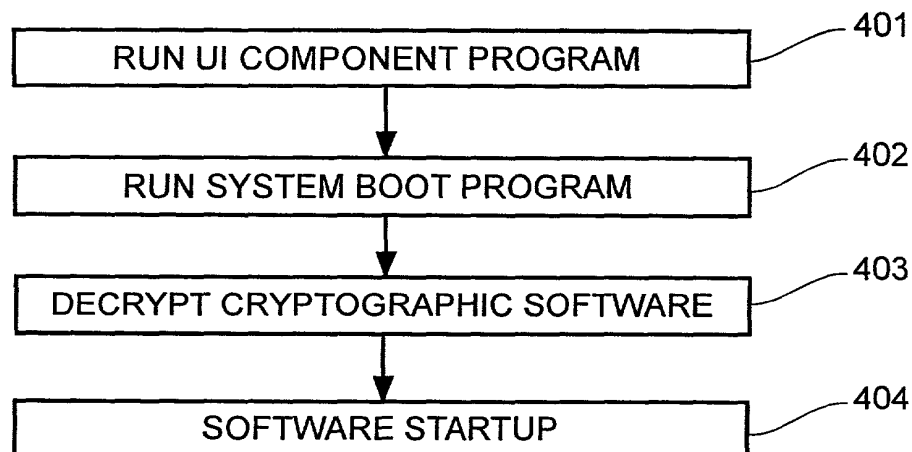 401
RUN UI COMPONENT PROGRAM
402
RUN SYSTEM BOOT PROGRAM
403
DECRYPT CRYPTOGRAPHIC SOFTWARE
404
SOFTWARE STARTUP